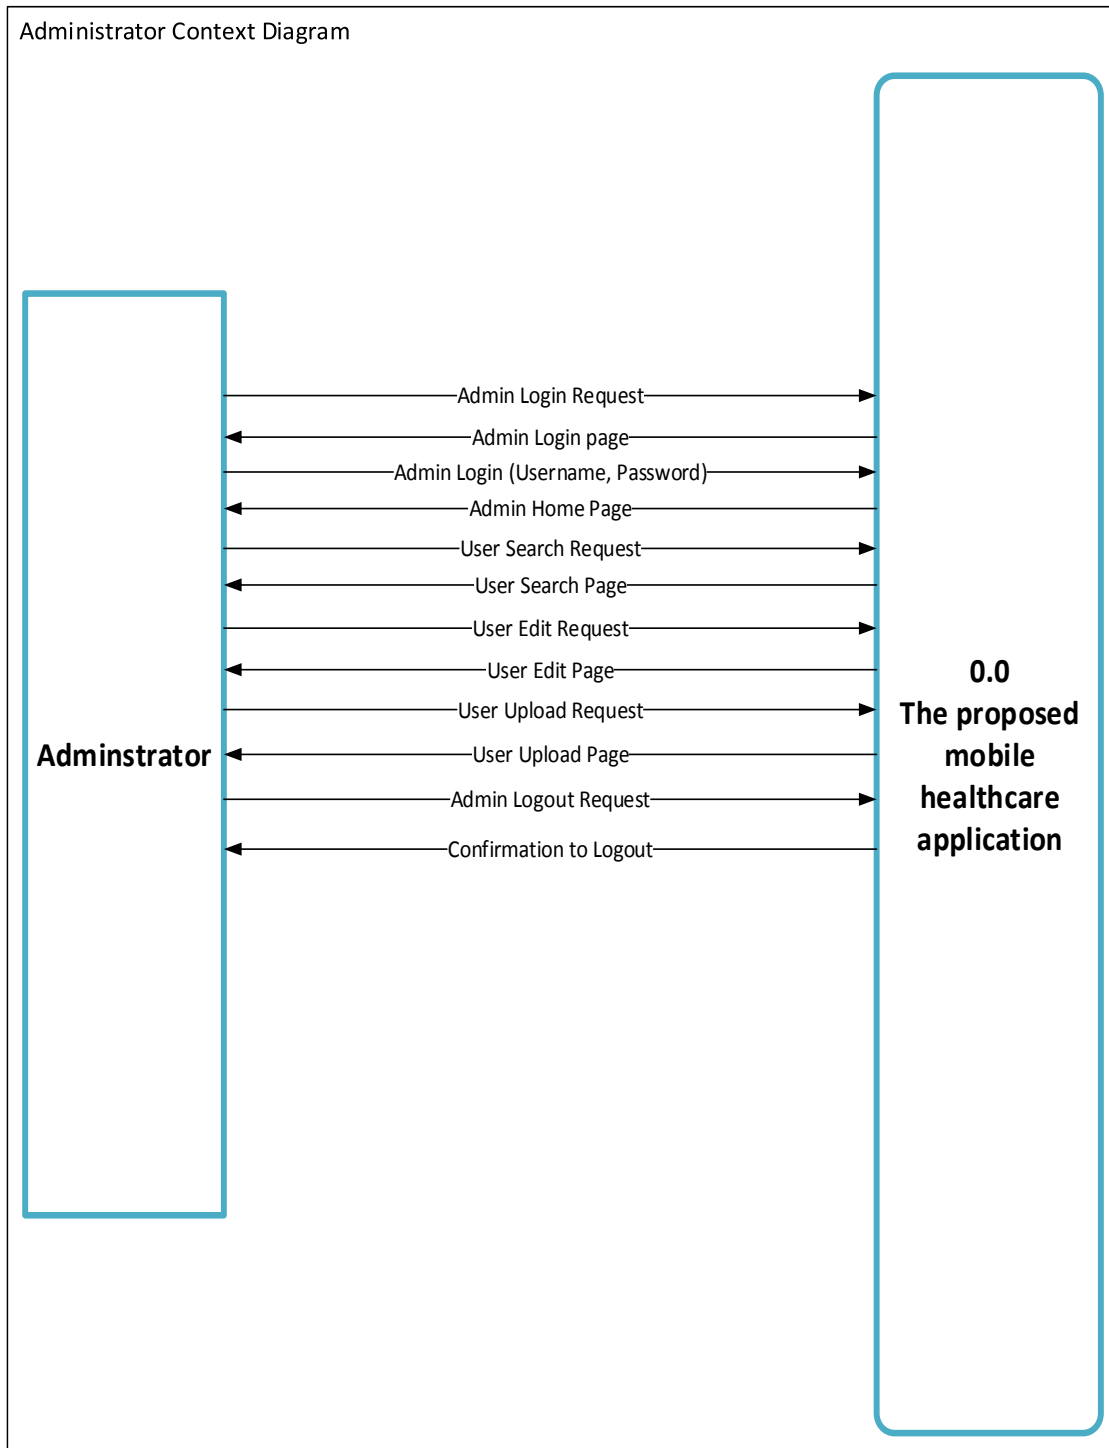 Administrator Context Diagram
Admin Login Request
Admin Login page
Admin Login (Username, Password)
Admin Home Page
User Search Request
User Search Page
User Edit Request
User Edit Page
User Upload Request
User Upload Page
Admin Logout Request
Confirmation to Logout
Adminstrator
0.0
The proposed
mobile
healthcare
application